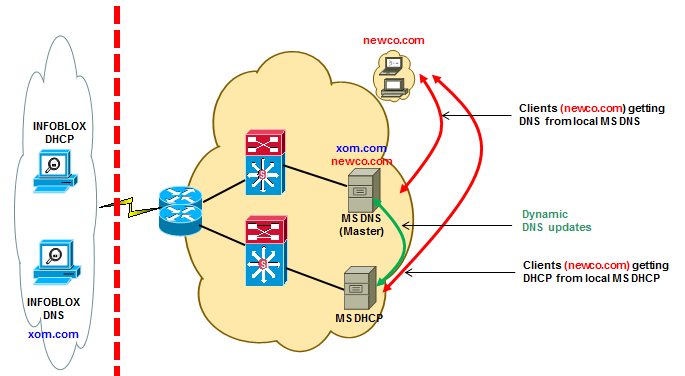 newco.com
INFOBLOX
DHCP
INFOBLOX
DNS
xom.com
xom.com
newco.com
MS DNS
(Master)
MS DHCP
Clients (newco.com) getting
DNS from local MS DNS
Dynamic
DNS updates
Clients (newco.com) getting
DHCP from local MS DHCP